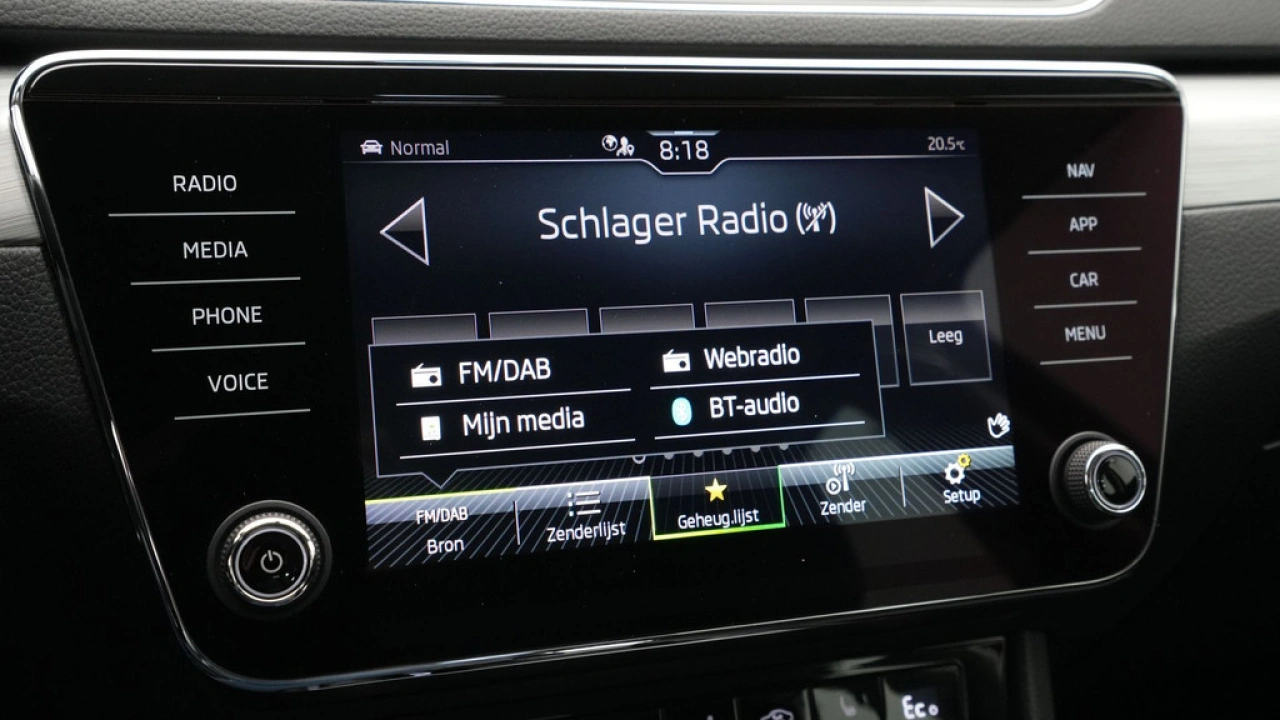 Normal
8:18
20.5°C
RADIO
MEDIA
PHONE
VOICE
Schlager Radio
NAV
APP
CAR
MENU
FM/DAB
Webradio
Mijn media
BT-audio
Leeg
FM/DAB
Bron
Zenderlijst
Geheug.lijst
Zender
Setup
Eco